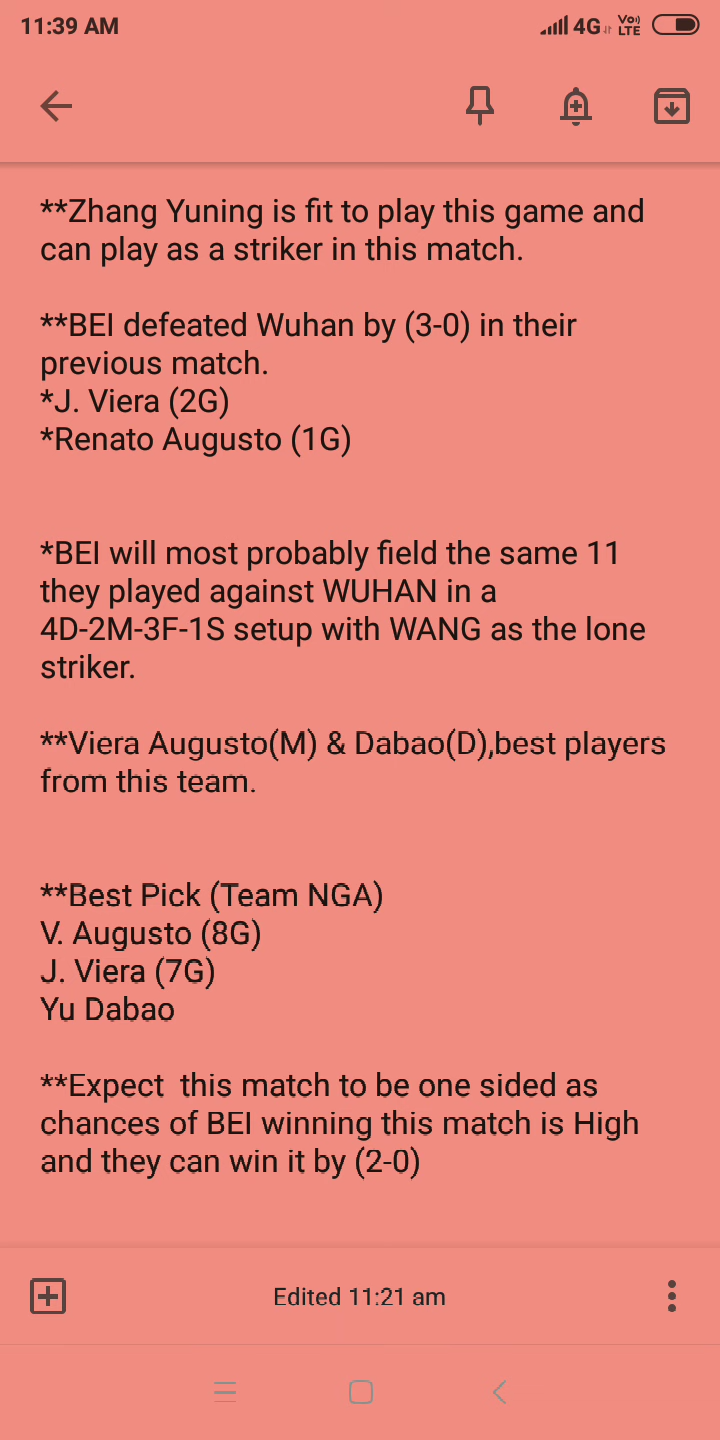 11:39 AM
4G VoLTE
**Zhang Yuning is fit to play this game and
can play as a striker in this match.
**BEI defeated Wuhan by (3-0) in their
previous match.
*J. Viera (2G)
*Renato Augusto (1G)
*BEI will most probably field the same 11
they played against WUHAN in a
4D-2M-3F-1S setup with WANG as the lone
striker.
**Viera Augusto(M) & Dabao(D),best players
from this team.
**Best Pick (Team NGA)
V. Augusto (8G)
J. Viera (7G)
Yu Dabao
**Expect  this match to be one sided as
chances of BEI winning this match is High
and they can win it by (2-0)
Edited 11:21 am